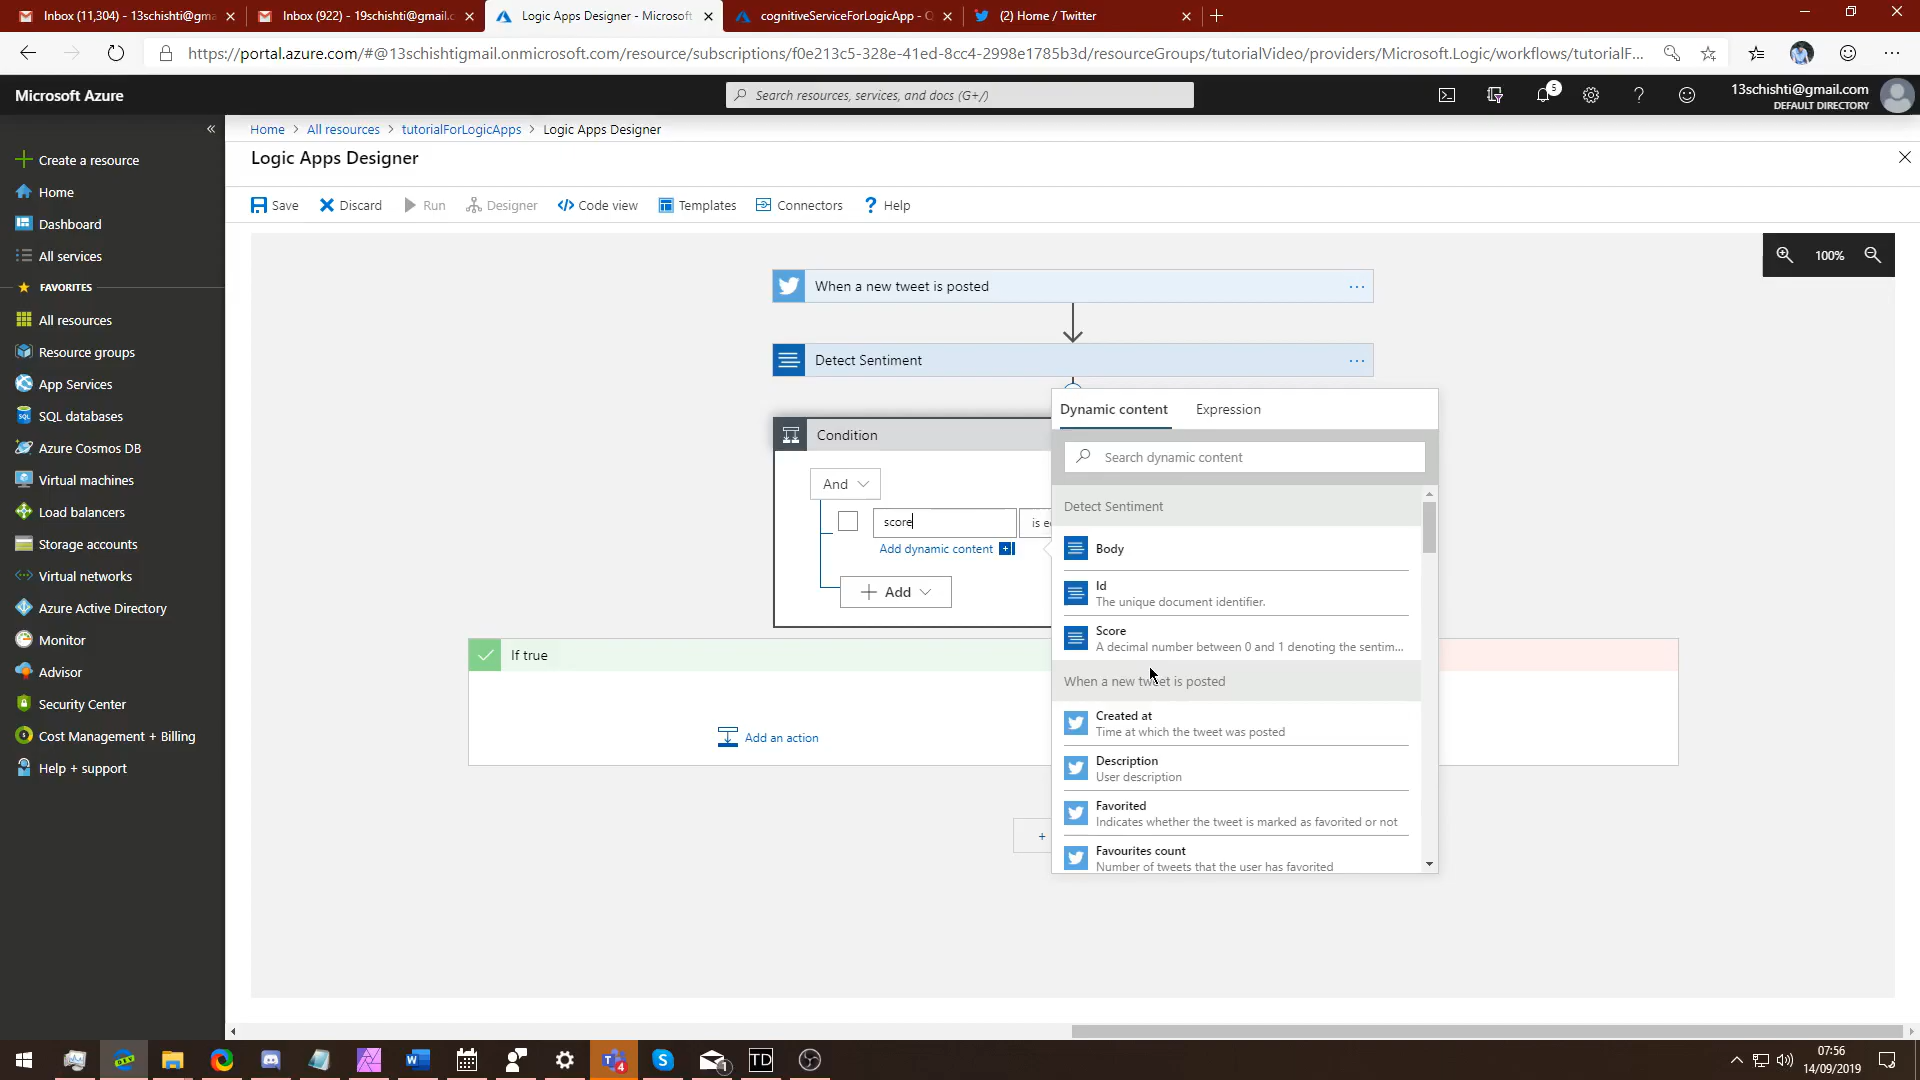 Inbox (11,304) - 13schishti@gma
Inbox (922) - 19schishti@gmail.c
Logic Apps Designer - Microsoft
cognitiveServiceForLogicApp - Q
(2) Home / Twitter
https://portal.azure.com/#@13schishtigmail.onmicrosoft.com/resource/subscriptions/f0e213c5-328e-41ed-8cc4-2998e1785b3d/resourceGroups/tutorialVideo/providers/Microsoft.Logic/workflows/tutorialF...
Microsoft Azure
Search resources, services, and docs (G+/)
5
13schishti@gmail.com
DEFAULT DIRECTORY
Home > All resources > tutorialForLogicApps > Logic Apps Designer
Logic Apps Designer
Save
Discard
Run
Designer
Code view
Templates
Connectors
Help
Create a resource
Home
Dashboard
All services
FAVORITES
All resources
Resource groups
App Services
SQL databases
Azure Cosmos DB
Virtual machines
Load balancers
Storage accounts
Virtual networks
Azure Active Directory
Monitor
Advisor
Security Center
Cost Management + Billing
Help + support
100%
When a new tweet is posted
Detect Sentiment
Condition
And
score
is e
Add dynamic content
Add
If true
Add an action
Dynamic content
Expression
Search dynamic content
Detect Sentiment
Body
Id
The unique document identifier.
Score
A decimal number between 0 and 1 denoting the sentim...
When a new tweet is posted
Created at
Time at which the tweet was posted
Description
User description
Favorited
Indicates whether the tweet is marked as favorited or not
Favourites count
Number of tweets that the user has favorited
DEV
4
1
TD
07:56
14/09/2019